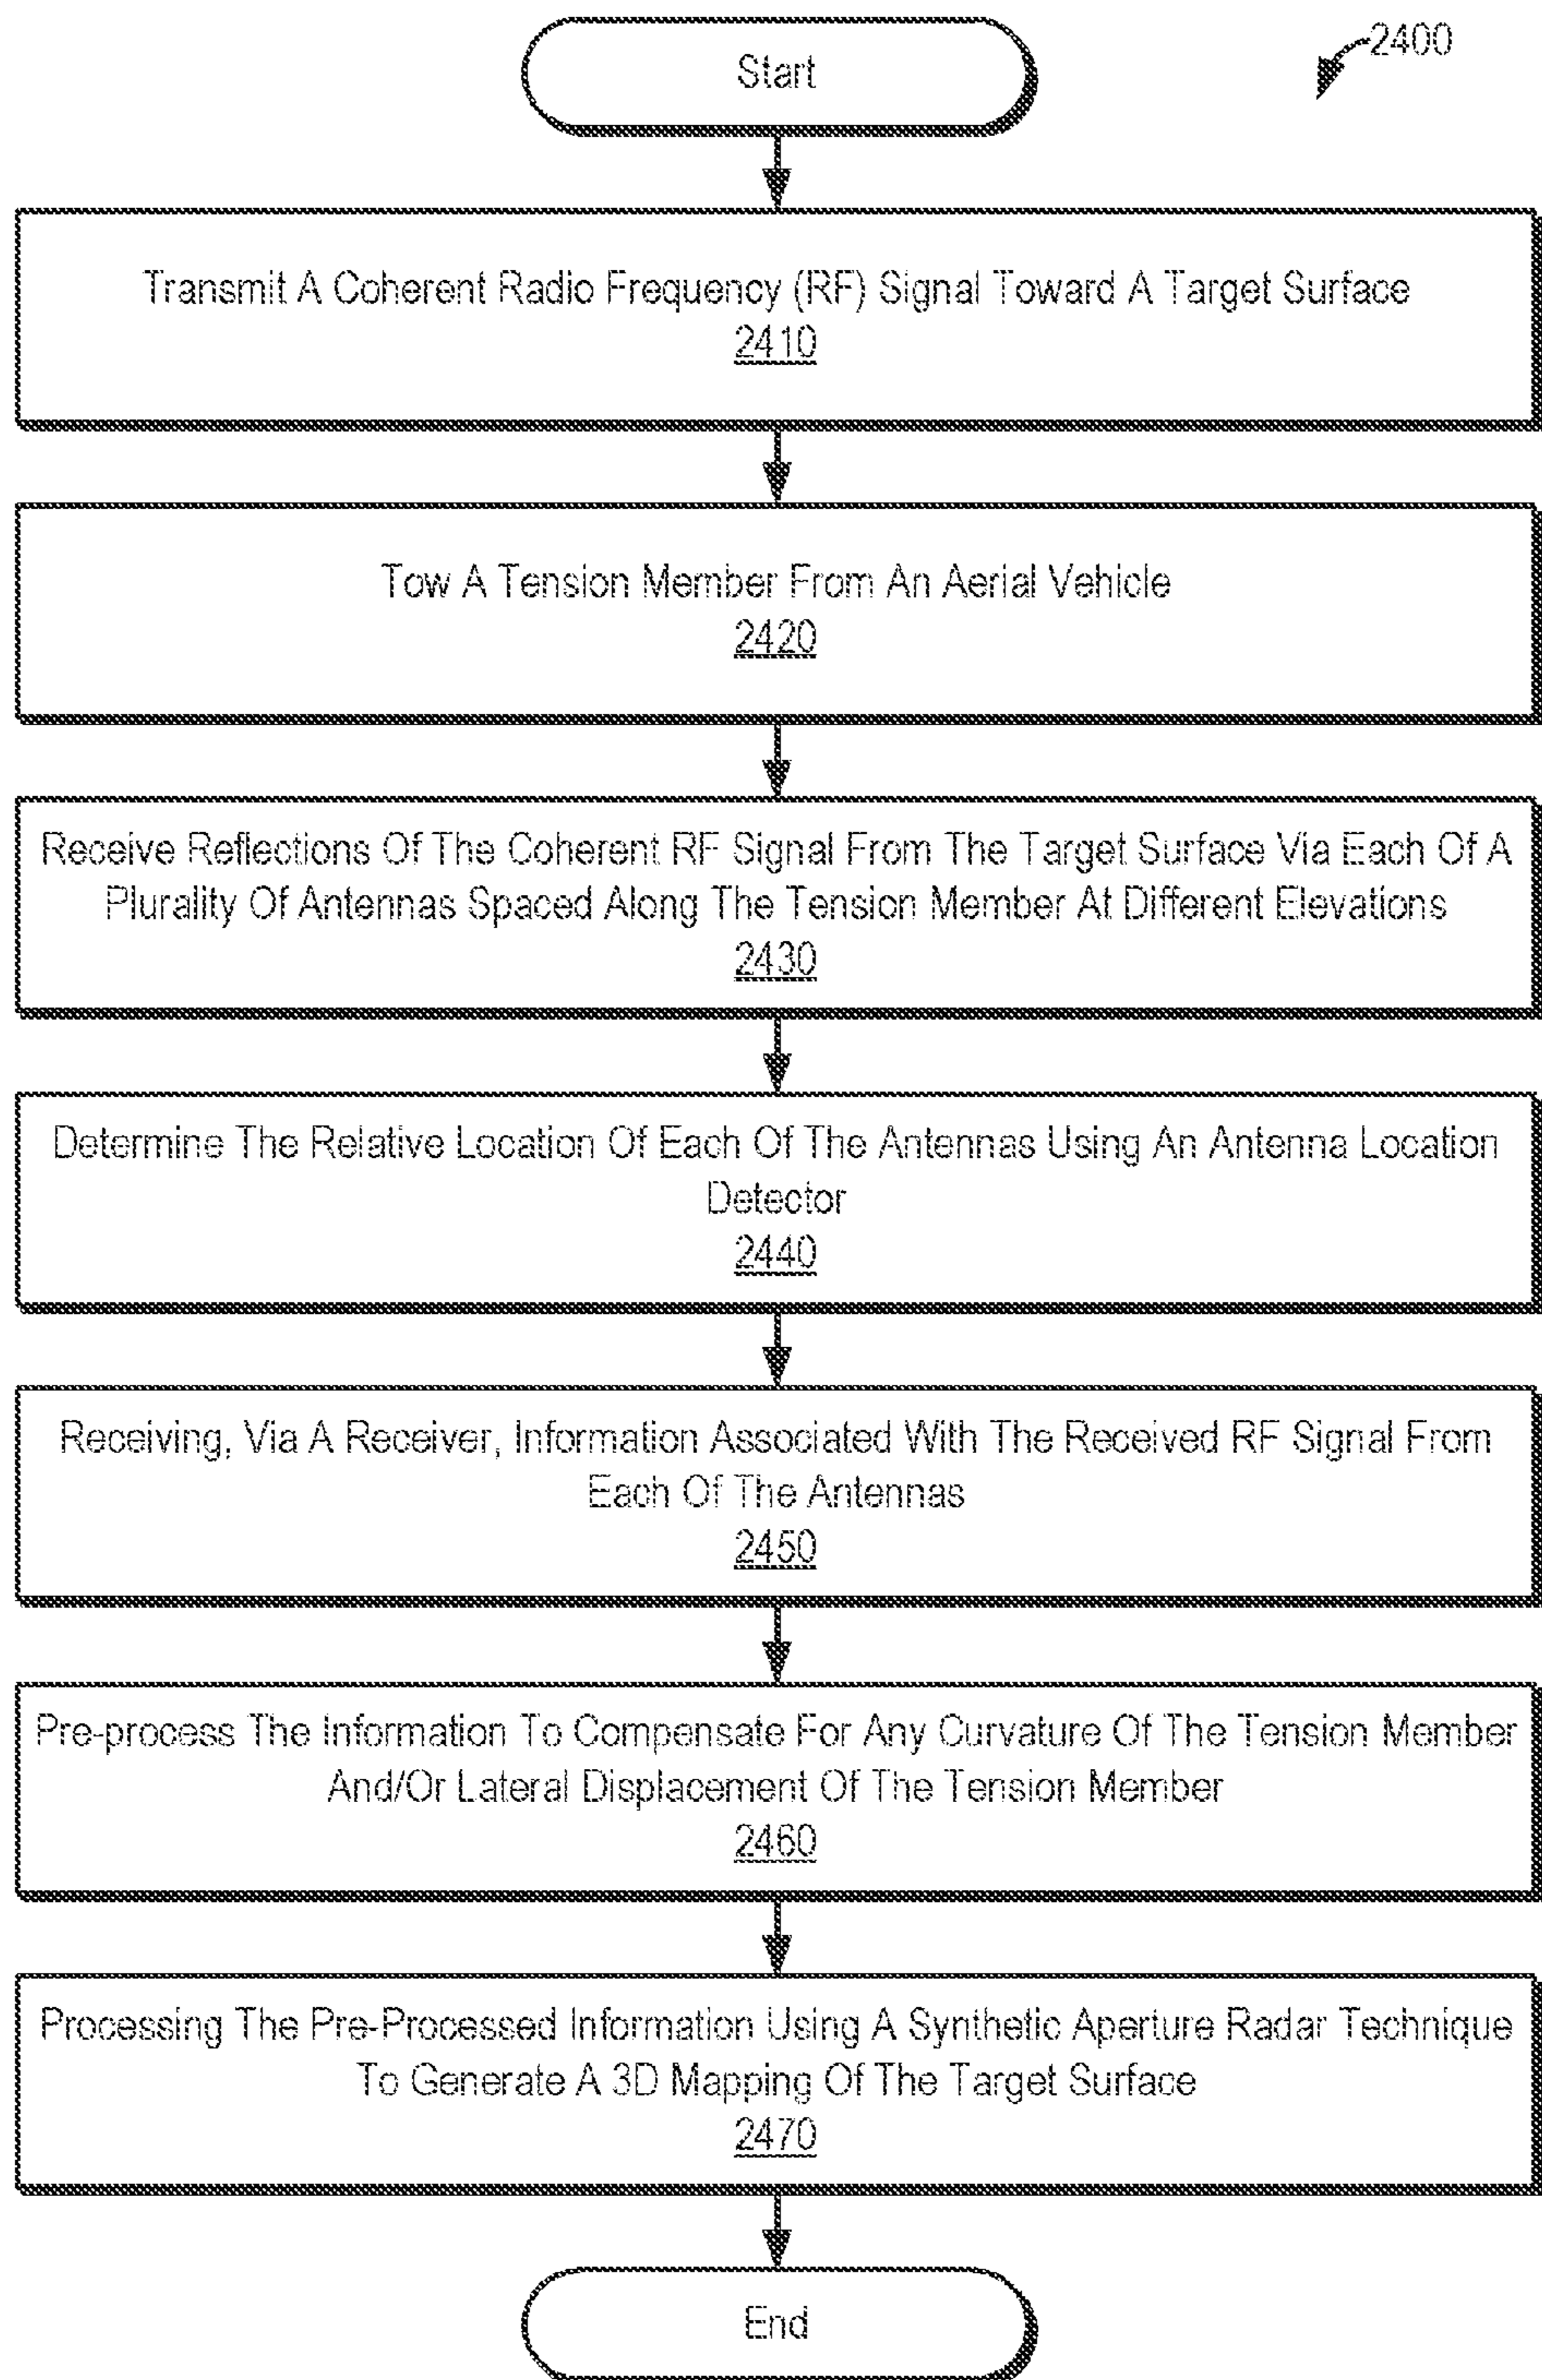 2400
Start
Transmit A Coherent Radio Frequency (RF) Signal Toward A Target Surface
2410
Tow A Tension Member From An Aerial Vehicle
2420
Receive Reflections Of The Coherent RF Signal From The Target Surface Via Each Of A
Plurality Of Antennas Spaced Along The Tension Member At Different Elevations
2430
Determine The Relative Location Of Each Of The Antennas Using An Antenna Location
Detector
2440
Receiving, Via A Receiver, Information Associated With The Received RF Signal From
Each Of The Antennas
2450
Pre-process The Information To Compensate For Any Curvature Of The Tension Member
And/Or Lateral Displacement Of The Tension Member
2460
Processing The Pre-Processed Information Using A Synthetic Aperture Radar Technique
To Generate A 3D Mapping Of The Target Surface
2470
End